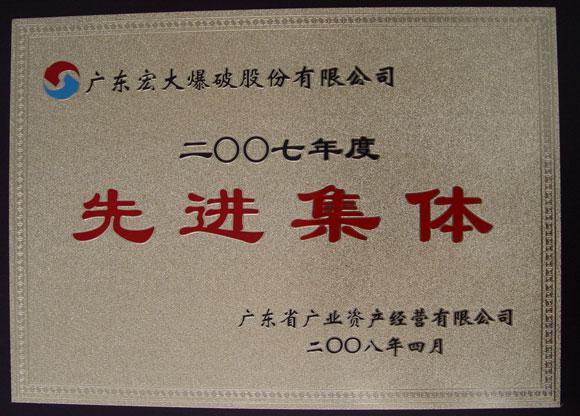 广东宏大爆破股份有限公司
二〇〇七年度
先进集体
广东省广业资产经营有限公司
二〇〇八年四月